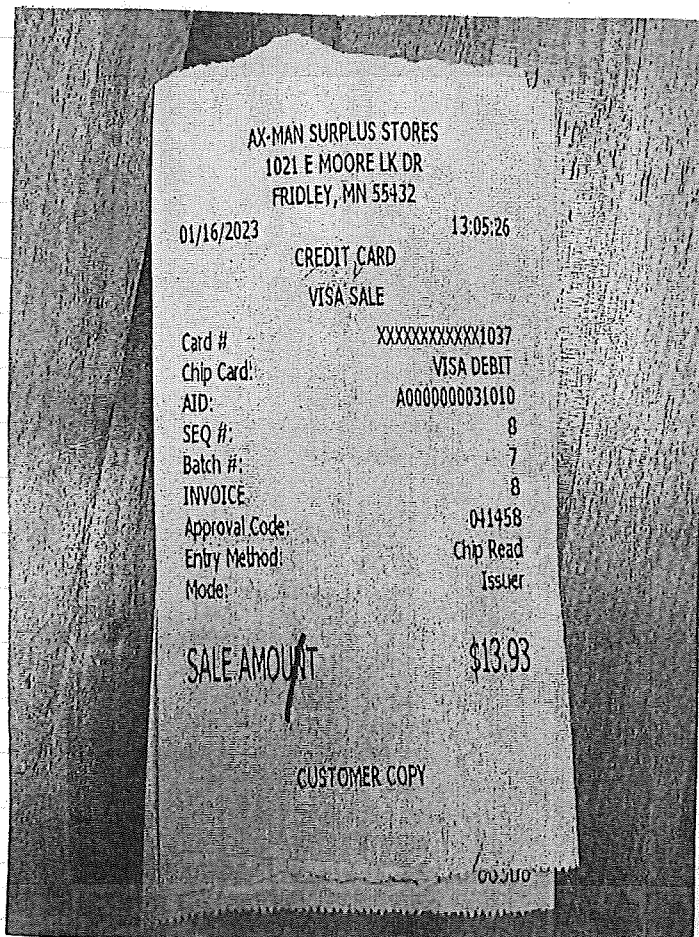 AX-MAN SURPLUS STORES
1021 E MOORE LK DR
FRIDLEY, MN 55432
01/16/2023 13:05:26
CREDIT CARD
VISA SALE
Card # XXXXXXXXXXXX1037
Chip Card: VISA DEBIT
AID: A0000000031010
SEQ #: 8
Batch #: 7
INVOICE 8
Approval Code: 041458
Entry Method: Chip Read
Mode: Issuer
SALE AMOUNT $13.93
CUSTOMER COPY